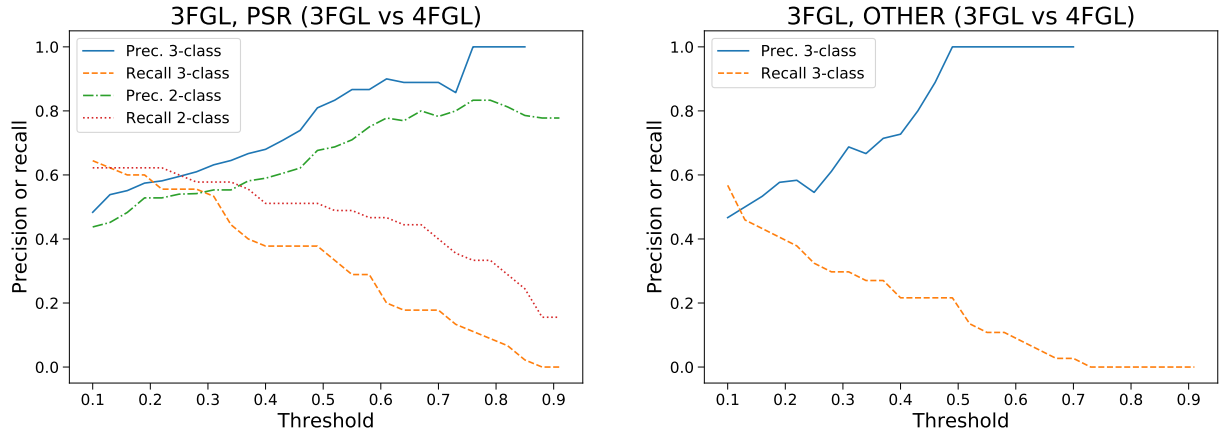 3FGL, PSR (3FGL vs 4FGL)
Prec. 3-class
Recall 3-class
Prec. 2-class
Recall 2-class
Precision or recall
1.0
0.8
0.6
0.4
0.2
0.0
0.1 0.2 0.3 0.4 0.5 0.6 0.7 0.8 0.9
Threshold
3FGL, OTHER (3FGL vs 4FGL)
Prec. 3-class
Recall 3-class
Precision or recall
1.0
0.8
0.6
0.4
0.2
0.0
0.1 0.2 0.3 0.4 0.5 0.6 0.7 0.8 0.9
Threshold